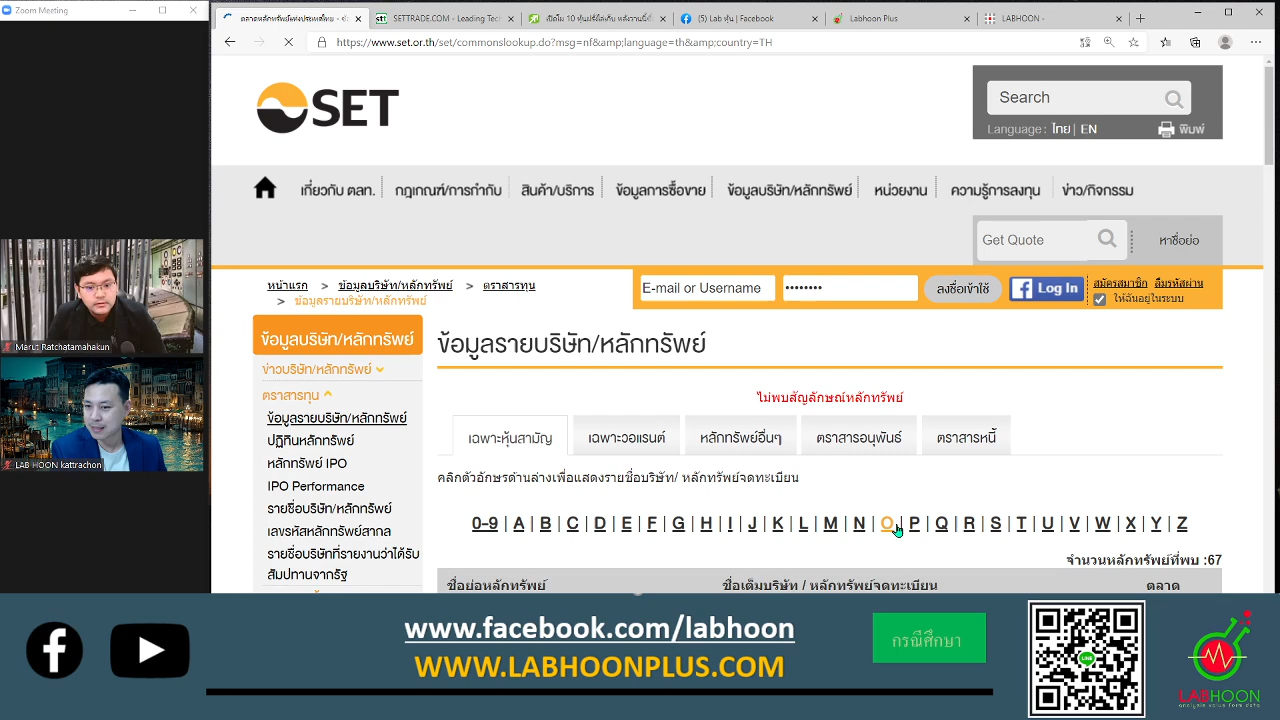 Zoom Meeting
ตลาดหลักทรัพย์แห่งประเทศไทย - ร
SETTRADE.COM - Leading Tech
(5) Lab หุ้น | Facebook
Labhoon Plus
LABHOON -
https://www.set.or.th/set/commonslookup.do?msg=nf&amp;language=th&amp;country=TH
SET
Search
Language : ไทย | EN
พิมพ์
เกี่ยวกับ ตลท. กฎเกณฑ์/การกำกับ สินค้า/บริการ ข้อมูลการซื้อขาย ข้อมูลบริษัท/หลักทรัพย์ หน่วยงาน ความรู้การลงทุน ข่าว/กิจกรรม
Get Quote
หาชื่อย่อ
หน้าแรก > ข้อมูลบริษัท/หลักทรัพย์ > ตราสารทุน
> ข้อมูลรายบริษัท/หลักทรัพย์
E-mail or Username
••••••••
ลงชื่อเข้าใช้
f Log In
สมัครสมาชิก ลืมรหัสผ่าน
ให้ฉันอยู่ในระบบ
ข้อมูลบริษัท/หลักทรัพย์
ข่าวบริษัท/หลักทรัพย์
ตราสารทุน
ข้อมูลรายบริษัท/หลักทรัพย์
ปฏิทินหลักทรัพย์
หลักทรัพย์ IPO
IPO Performance
รายชื่อบริษัท/หลักทรัพย์
เลขรหัสหลักทรัพย์สากล
รายชื่อบริษัทที่รายงานว่าได้รับ
สัมปทานจากรัฐ
ข้อมูลรายบริษัท/หลักทรัพย์
ไม่พบสัญลักษณ์หลักทรัพย์
เฉพาะหุ้นสามัญ เฉพาะวอแรนต์ หลักทรัพย์อื่นๆ ตราสารอนุพันธ์ ตราสารหนี้
คลิกตัวอักษรด้านล่างเพื่อแสดงรายชื่อบริษัท/ หลักทรัพย์จดทะเบียน
0-9 | A | B | C | D | E | F | G | H | I | J | K | L | M | N | O | P | Q | R | S | T | U | V | W | X | Y | Z
จำนวนหลักทรัพย์ที่พบ :67
ชื่อย่อหลักทรัพย์ ชื่อเต็มบริษัท / หลักทรัพย์จดทะเบียน ตลาด
Marut Ratchatamahakun
LAB HOON kattrachon
www.facebook.com/labhoon
WWW.LABHOONPLUS.COM
กรณีศึกษา
LINE
LABHOON
analysis value form data